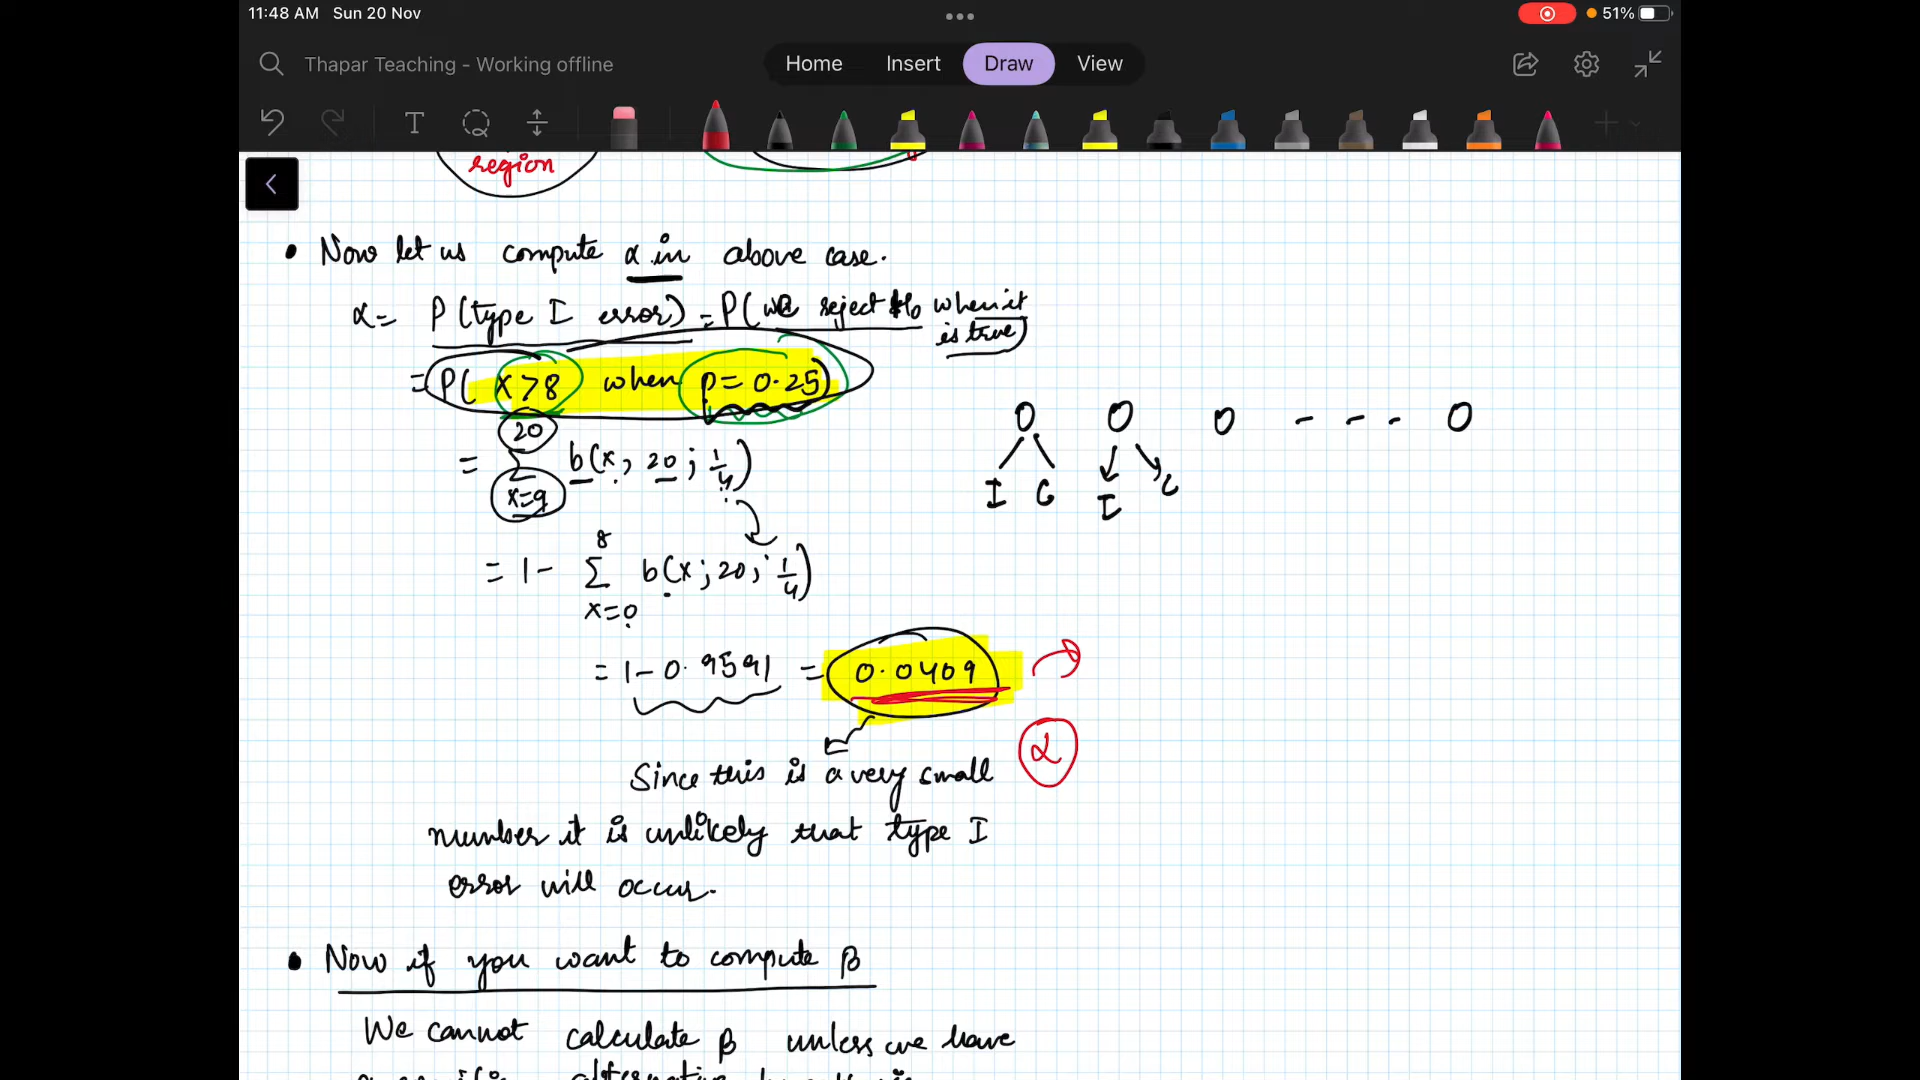 11:48 AM Sun 20 Nov
51%
Thapar Teaching - Working offline
Home Insert Draw View
T
region
• Now let us compute α in above case.
α = P(type I error) = P(we reject H₀ when it
is true)
= P( x > 8 when p = 0.25)
= 20 Σ x=9 b(x, 20; 1/4)
O O O - - - - O
I C I C
= 1 - 8 Σ x=0 b(x; 20; 1/4)
= 1 - 0.9591 = 0.0409
α
Since this is a very small
number it is unlikely that type I
error will occur.
• Now if you want to compute β
We cannot calculate β unless we have
alternative